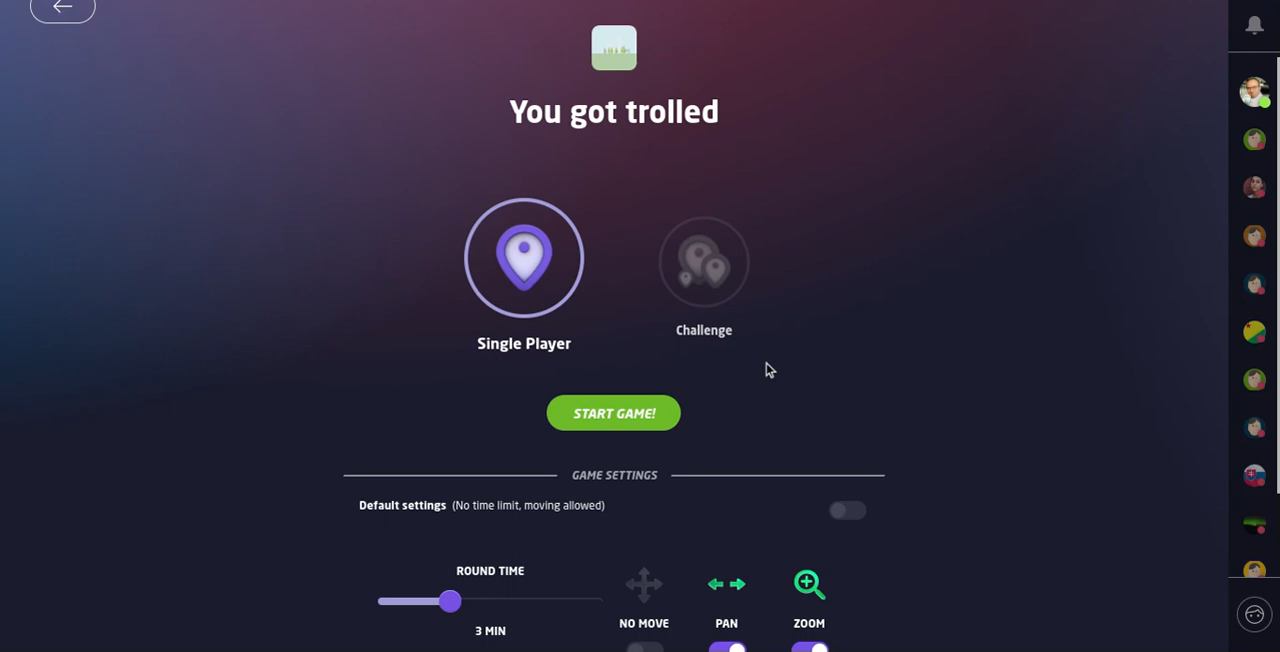 You got trolled
Single Player
Challenge
START GAME!
GAME SETTINGS
Default settings (No time limit, moving allowed)
ROUND TIME
3 MIN
NO MOVE
PAN
ZOOM